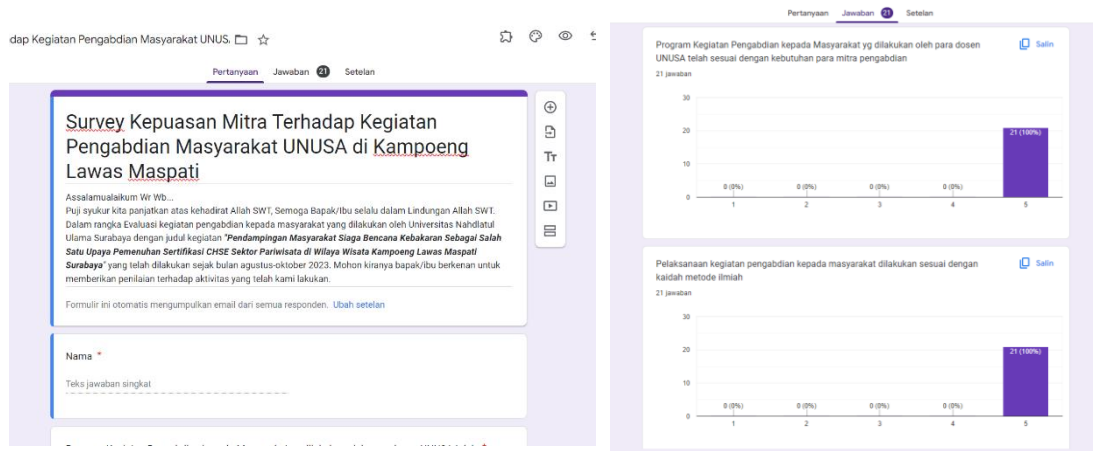 dap Kegiatan Pengabdian Masyarakat UNUS.
Pertanyaan Jawaban 21 Setelan
Survey Kepuasan Mitra Terhadap Kegiatan
Pengabdian Masyarakat UNUSA di Kampoeng
Lawas Maspati
Assalamualaikum Wr Wb...
Puji syukur kita panjatkan atas kehadirat Allah SWT, Semoga Bapak/Ibu selalu dalam Lindungan Allah SWT.
Dalam rangka Evaluasi kegiatan pengabdian kepada masyarakat yang dilakukan oleh Universitas Nahdlatul
Ulama Surabaya dengan judul kegiatan "Pendampingan Masyarakat Siaga Bencana Kebakaran Sebagai Salah
Satu Upaya Pemenuhan Sertifikasi CHSE Sektor Pariwisata di Wilaya Wisata Kampoeng Lawas Maspati
Surabaya" yang telah dilakukan sejak bulan agustus-oktober 2023. Mohon kiranya bapak/ibu berkenan untuk
memberikan penilaian terhadap aktivitas yang telah kami lakukan.
Formulir ini otomatis mengumpulkan email dari semua responden. Ubah setelan
Nama *
Teks jawaban singkat
Tт
Pertanyaan Jawaban 21 Setelan
Program Kegiatan Pengabdian kepada Masyarakat yg dilakukan oleh para dosen
UNUSA telah sesuai dengan kebutuhan para mitra pengabdian
Salin
21 jawaban
30
20
10
0
0 (0%) 0 (0%) 0 (0%) 0 (0%) 21 (100%)
1 2 3 4 5
Pelaksanaan kegiatan pengabdian kepada masyarakat dilakukan sesuai dengan
kaidah metode ilmiah
Salin
21 jawaban
30
20
10
0
0 (0%) 0 (0%) 0 (0%) 0 (0%) 21 (100%)
1 2 3 4 5